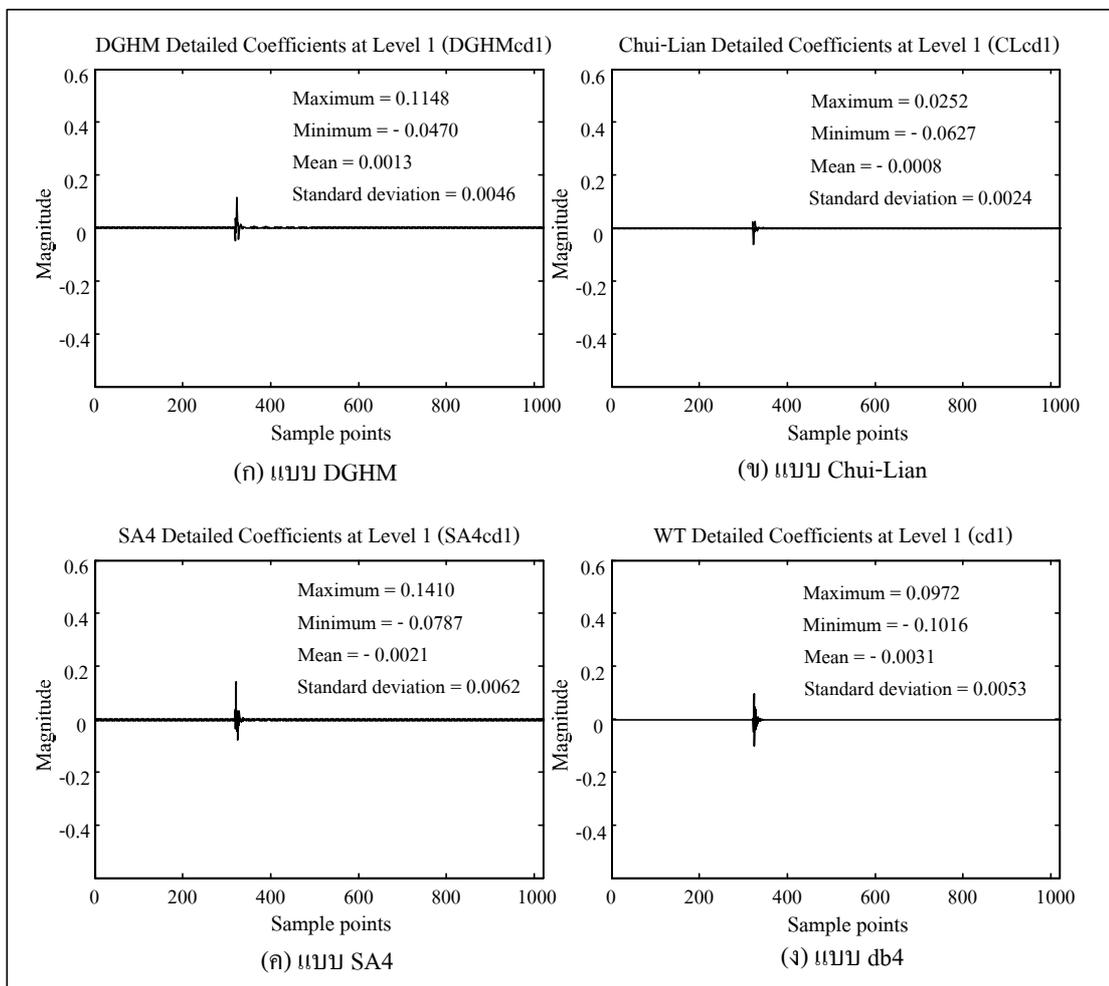 DGHM Detailed Coefficients at Level 1 (DGHMcd1)
0.6
0.4
0.2
0
-0.2
-0.4
Magnitude
Maximum = 0.1148
Minimum = - 0.0470
Mean = 0.0013
Standard deviation = 0.0046
0 200 400 600 800 1000
Sample points
(ก) แบบ DGHM
Chui-Lian Detailed Coefficients at Level 1 (CLcd1)
0.6
0.4
0.2
0
-0.2
-0.4
Magnitude
Maximum = 0.0252
Minimum = - 0.0627
Mean = - 0.0008
Standard deviation = 0.0024
0 200 400 600 800 1000
Sample points
(ข) แบบ Chui-Lian
SA4 Detailed Coefficients at Level 1 (SA4cd1)
0.6
0.4
0.2
0
-0.2
-0.4
Magnitude
Maximum = 0.1410
Minimum = - 0.0787
Mean = - 0.0021
Standard deviation = 0.0062
0 200 400 600 800 1000
Sample points
(ค) แบบ SA4
WT Detailed Coefficients at Level 1 (cd1)
0.6
0.4
0.2
0
-0.2
-0.4
Magnitude
Maximum = 0.0972
Minimum = - 0.1016
Mean = - 0.0031
Standard deviation = 0.0053
0 200 400 600 800 1000
Sample points
(ง) แบบ db4